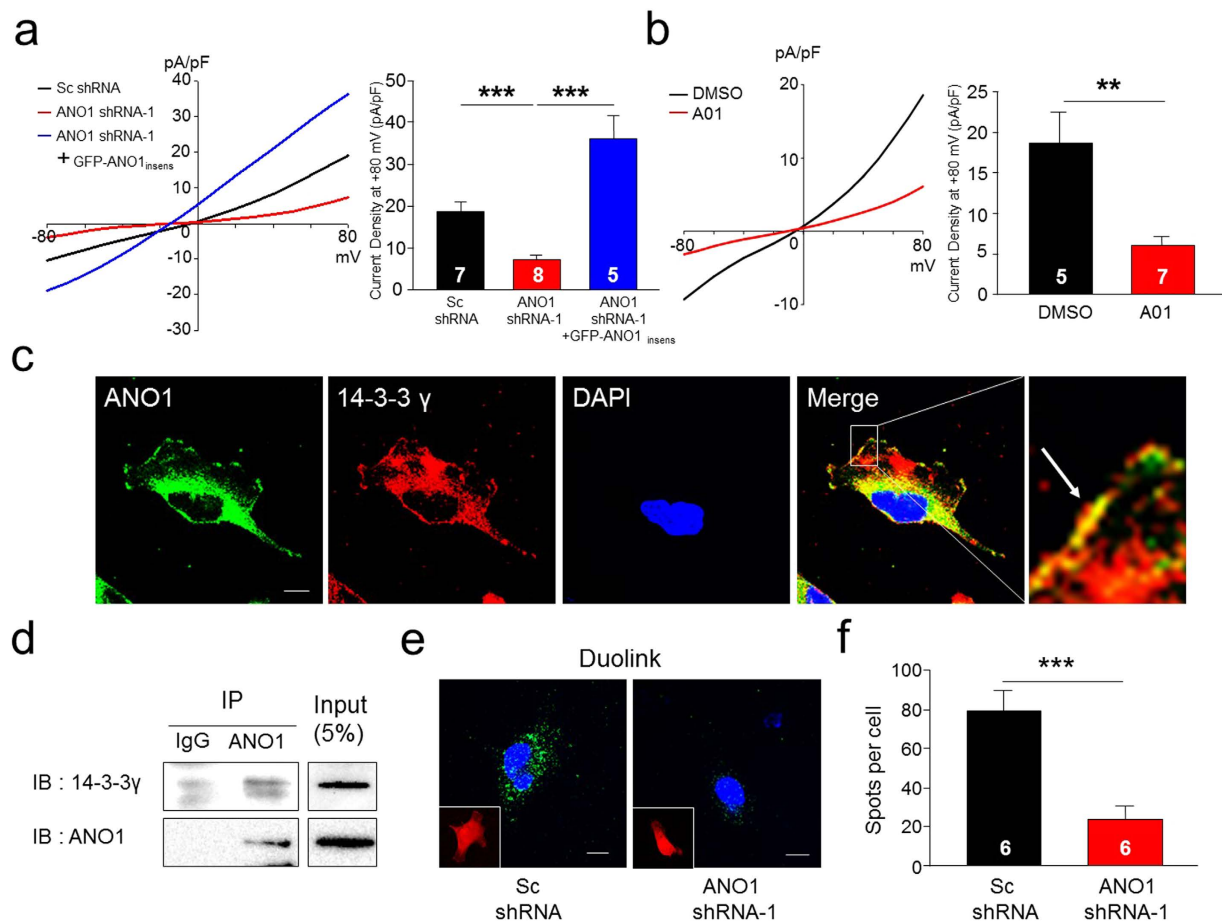 a
pA/pF
Sc shRNA
ANO1 shRNA-1
ANO1 shRNA-1
+ GFP-ANO1insens
40
30
20
10
0
-10
-20
-30
-80
80
mV
Current Density at +80 mV (pA/pF)
50
40
30
20
10
0
***
***
7
8
5
Sc
shRNA
ANO1
shRNA-1
ANO1
shRNA-1
+GFP-ANO1 insens
b
pA/pF
DMSO
A01
20
10
0
-10
-80
80
mV
Current Density at +80 mV (pA/pF)
25
20
15
10
5
0
**
5
7
DMSO
A01
c
ANO1
14-3-3 γ
DAPI
Merge
d
IP
Input
(5%)
IgG
ANO1
IB : 14-3-3γ
IB : ANO1
e
Duolink
Sc
shRNA
ANO1
shRNA-1
f
Spots per cell
100
80
60
40
20
0
***
6
6
Sc
shRNA
ANO1
shRNA-1